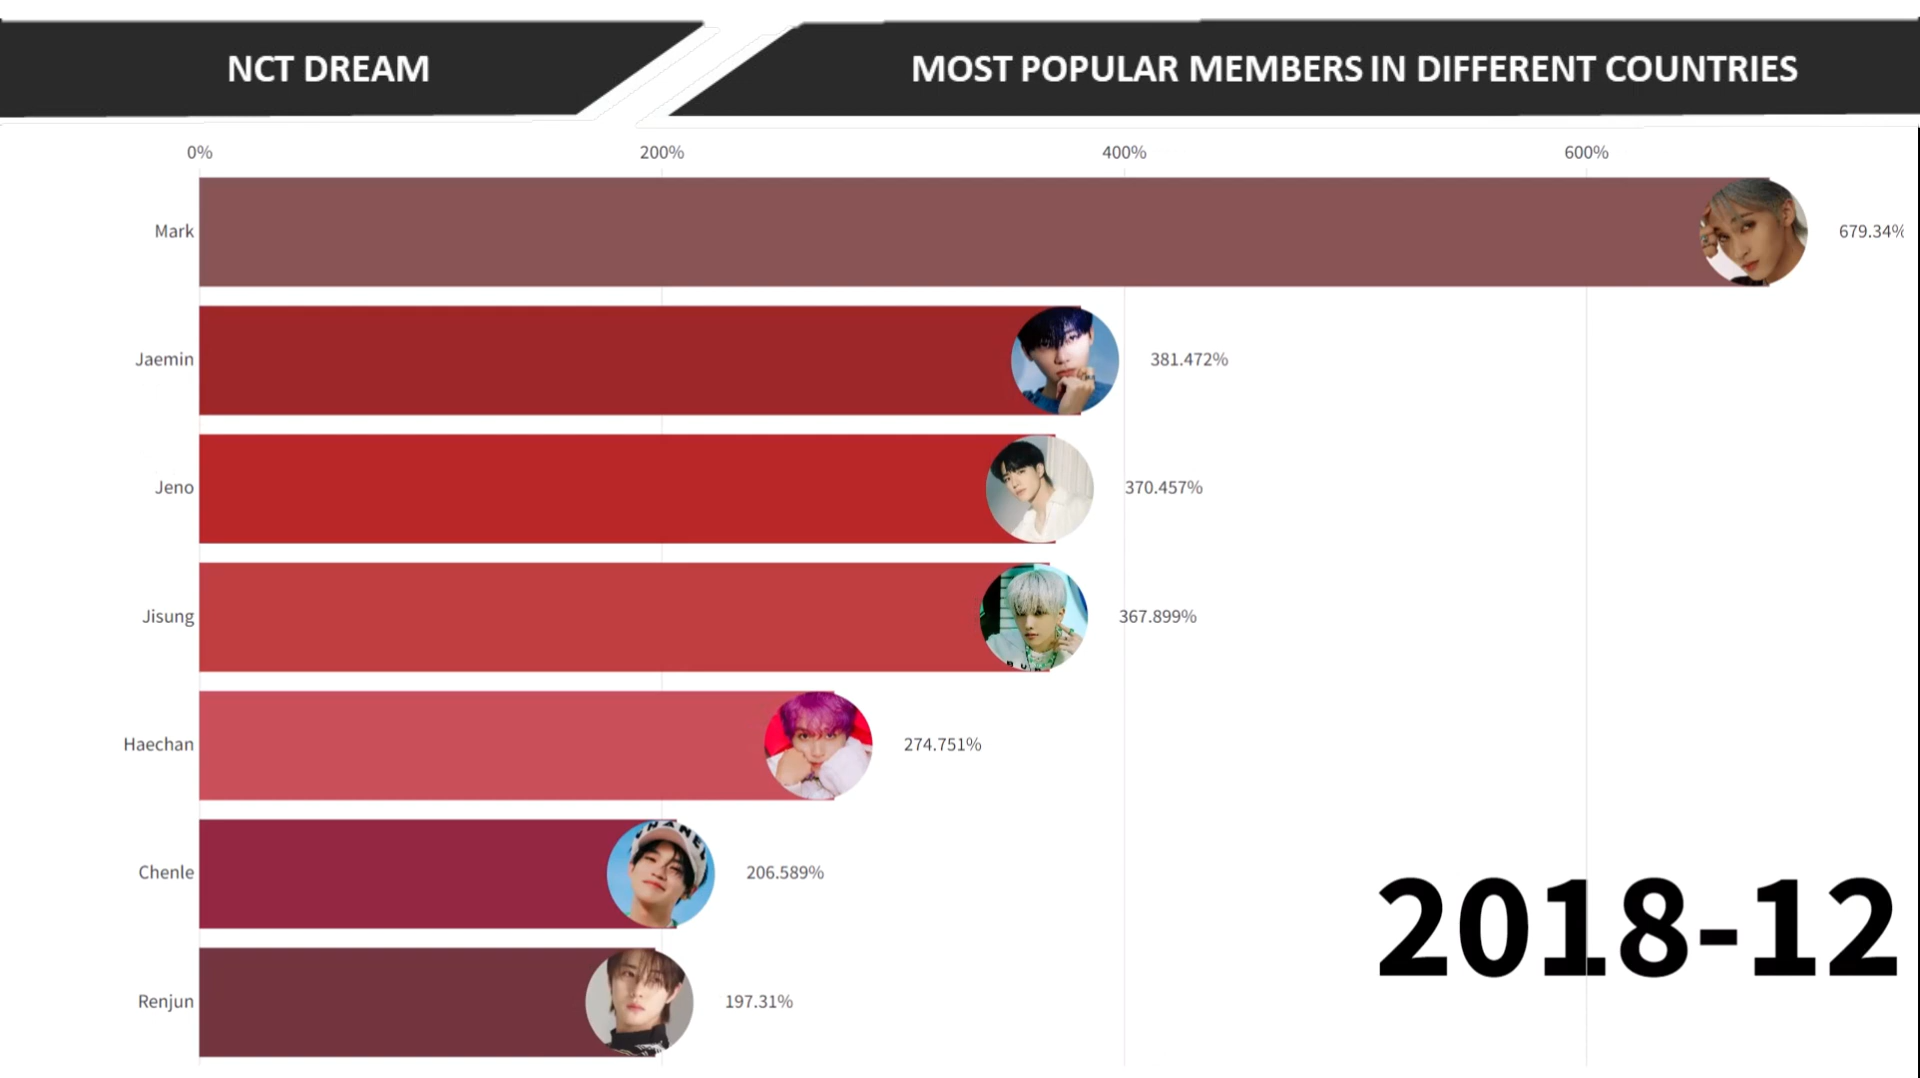 NCT DREAM
MOST POPULAR MEMBERS IN DIFFERENT COUNTRIES
0% 200% 400% 600%
Mark 679.34%
Jaemin 381.472%
Jeno 370.457%
Jisung 367.899%
Haechan 274.751%
Chenle 206.589%
Renjun 197.31%
2018-12